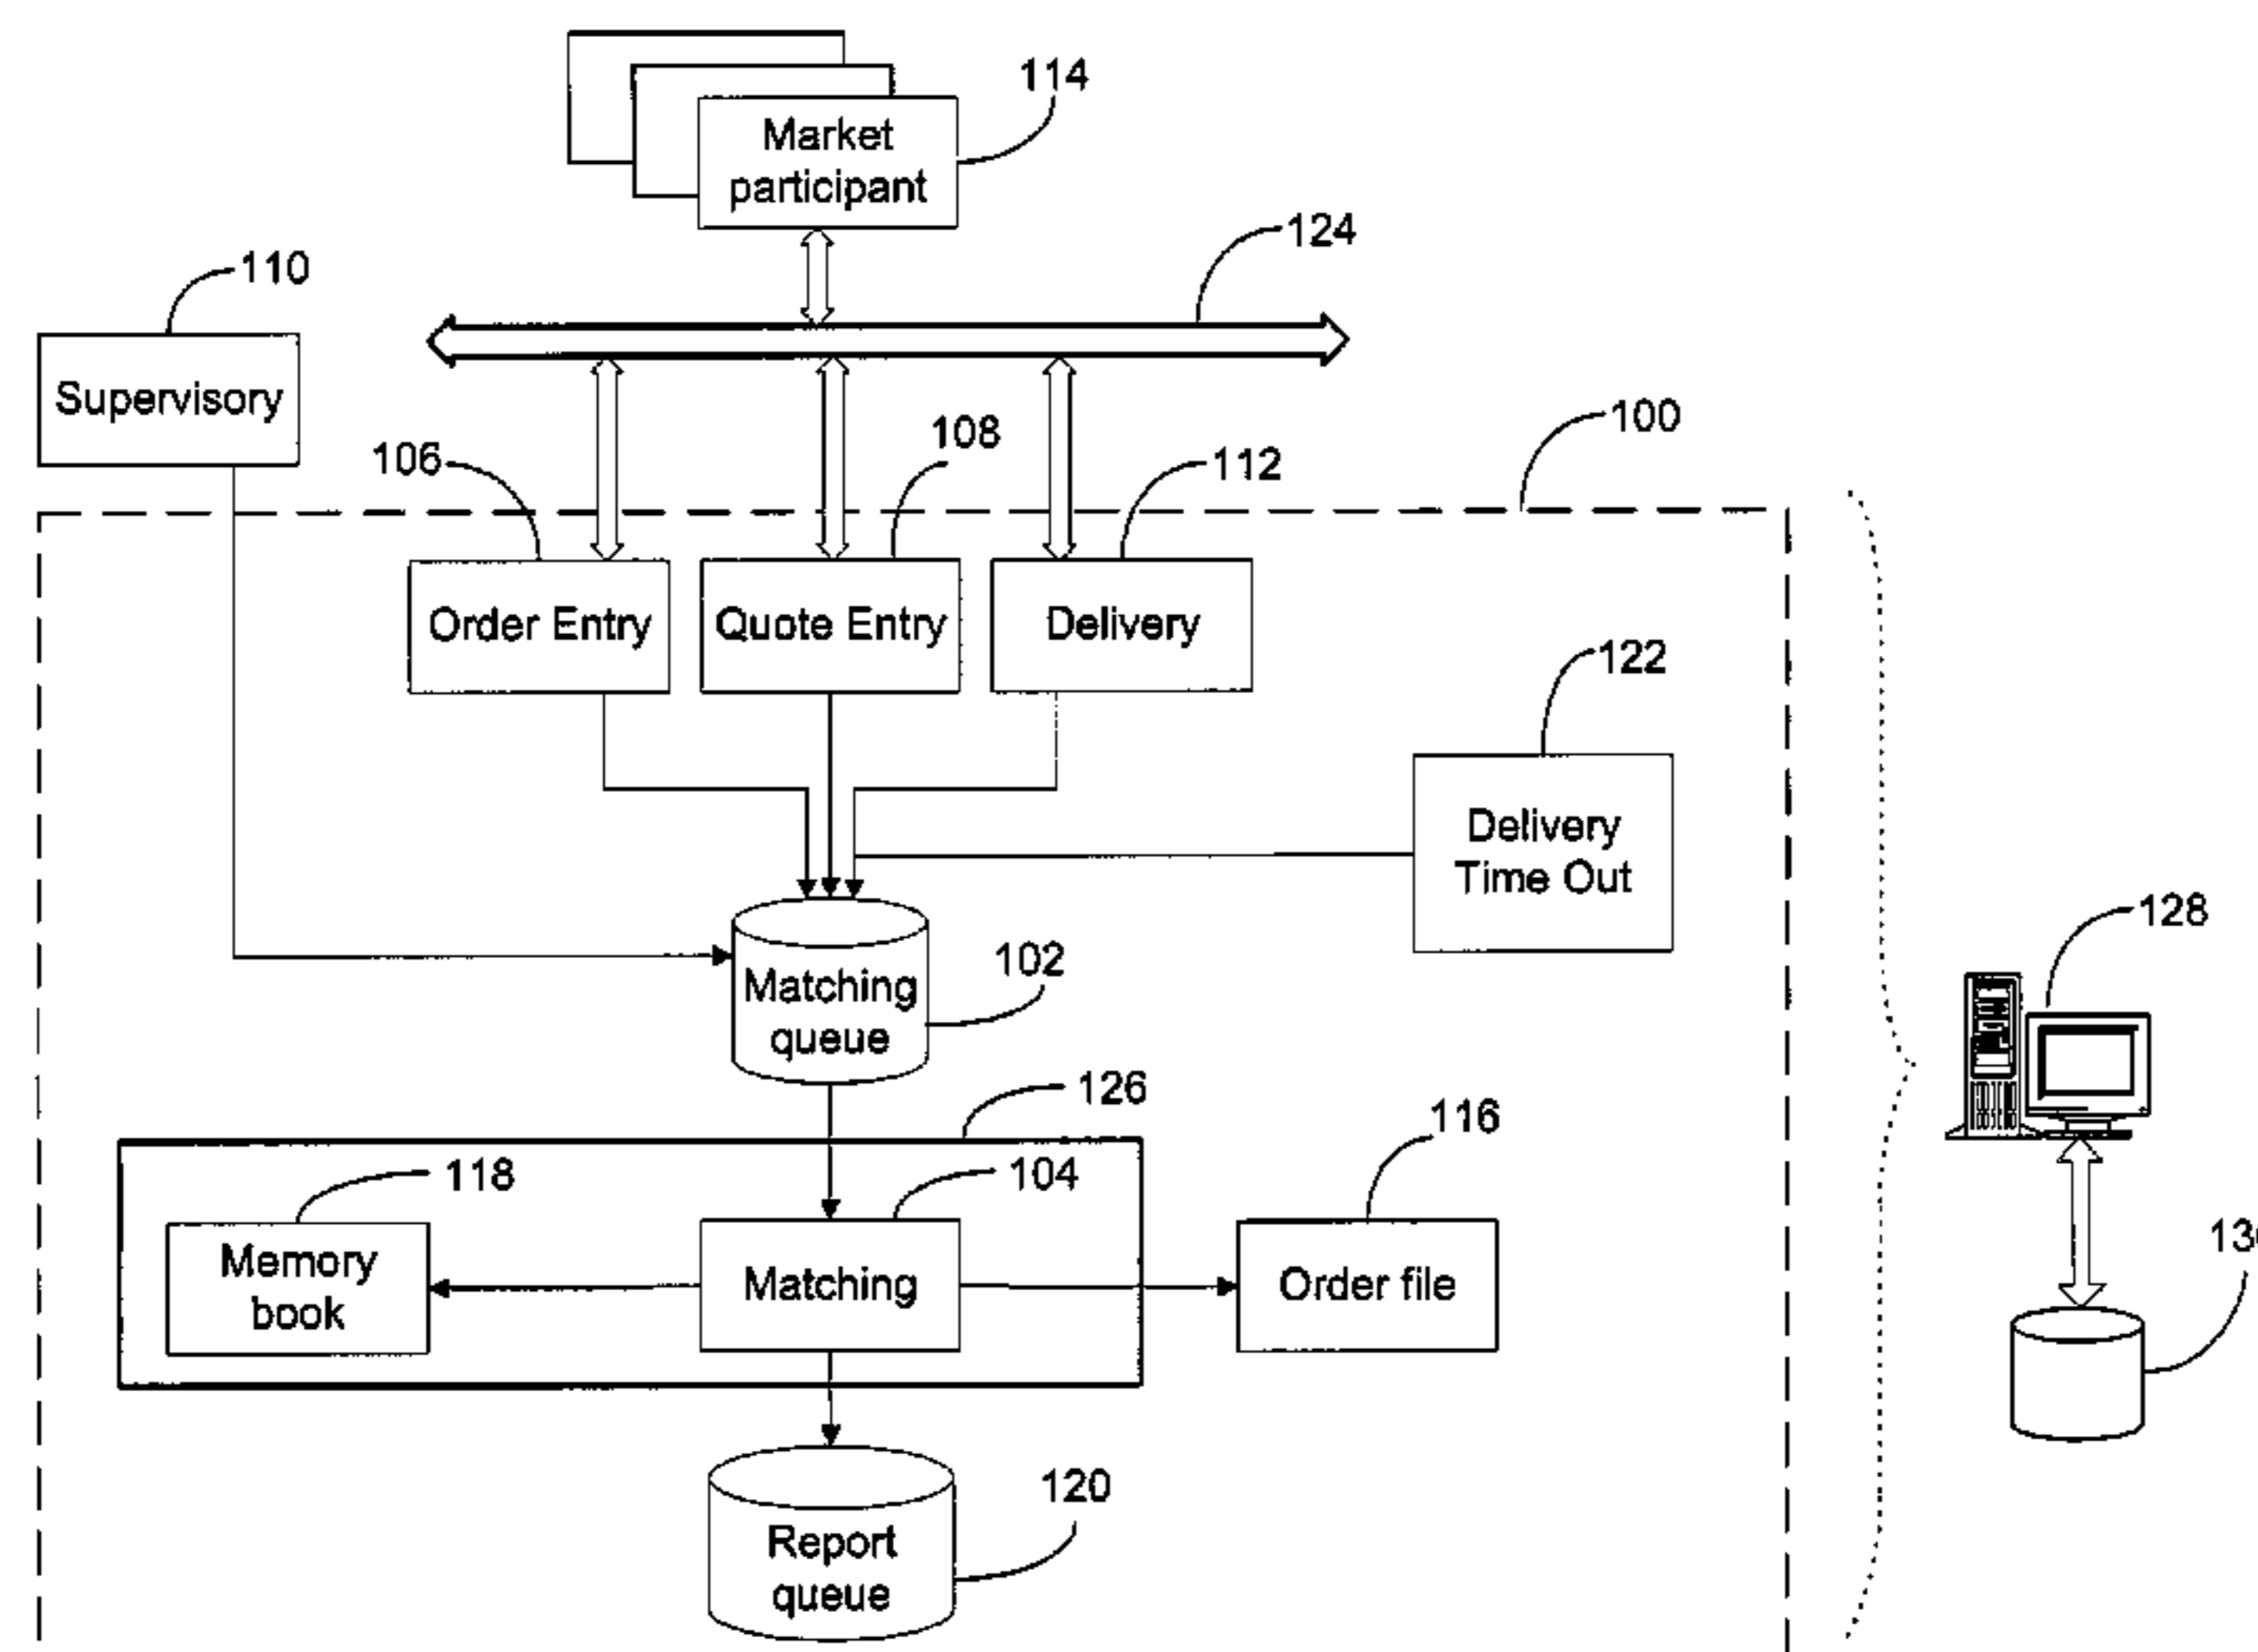 114
Market
participant
124
110
Supervisory
100
106
108
112
Order Entry
Quote Entry
Delivery
122
Delivery
Time Out
128
102
Matching
queue
126
116
118
104
Memory
book
Matching
Order file
120
Report
queue